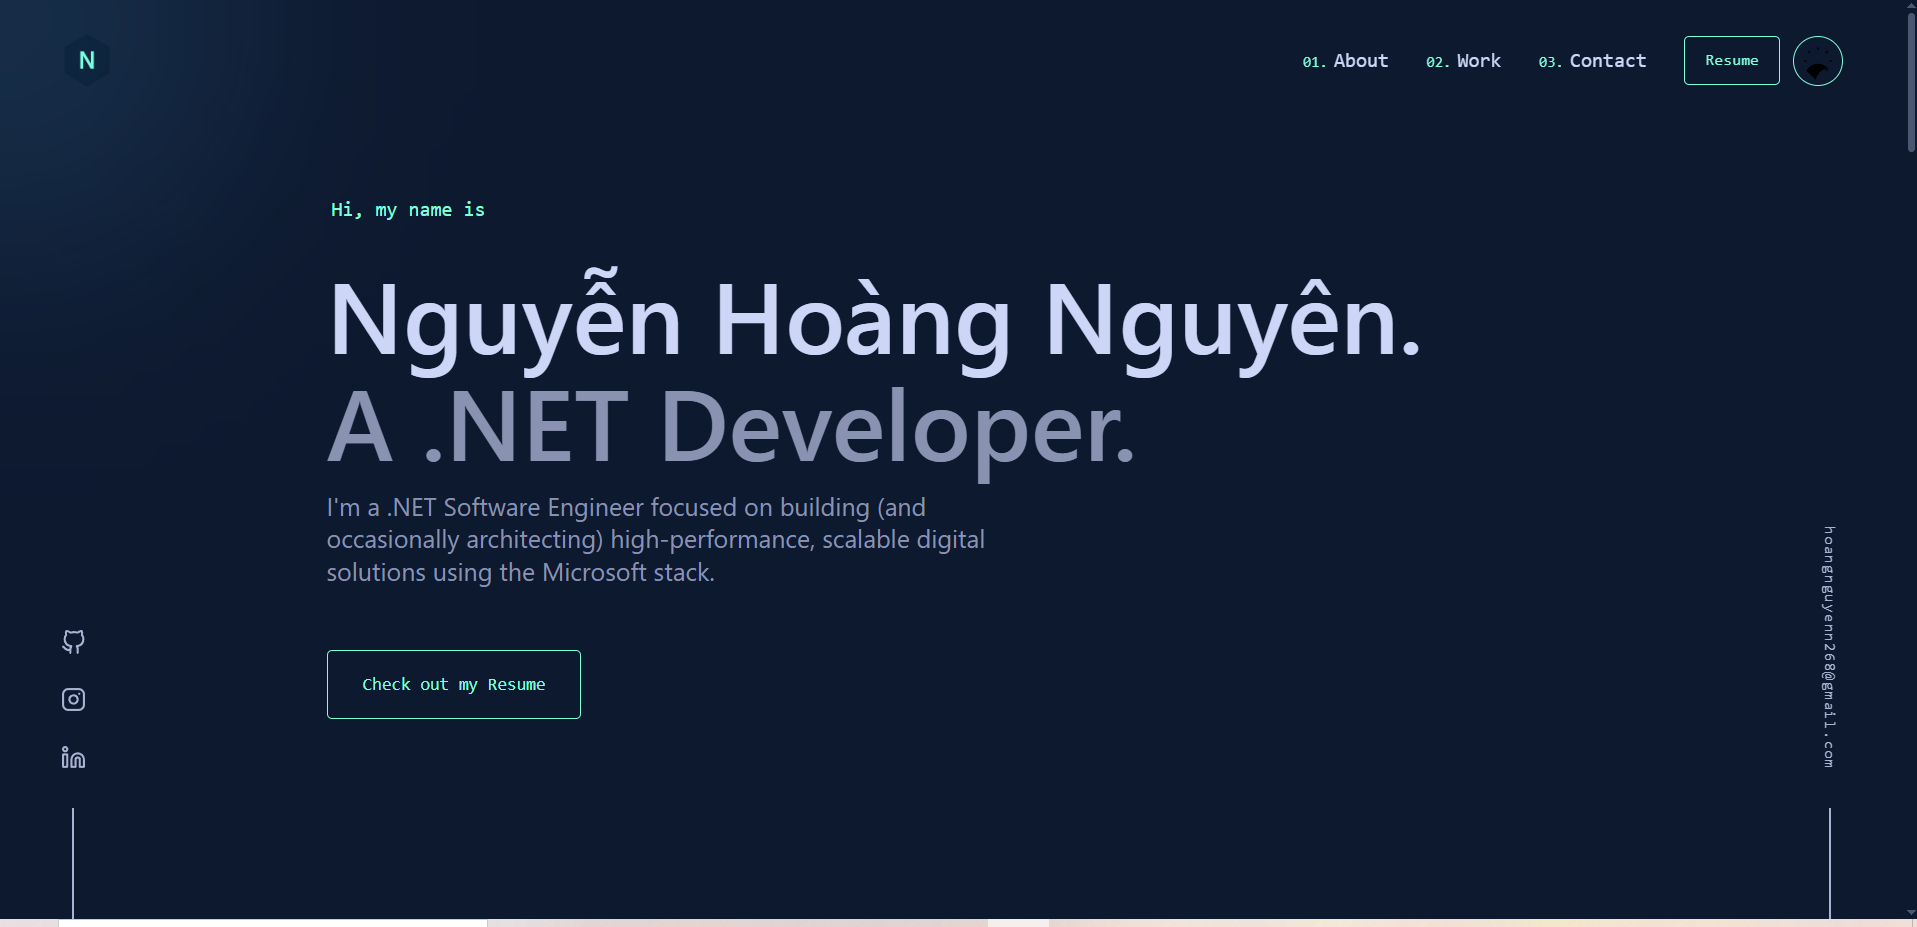 N
01. About
02. Work
03. Contact
Resume
Hi, my name is
Nguyễn Hoàng Nguyên.
A .NET Developer.
I'm a .NET Software Engineer focused on building (and
occasionally architecting) high-performance, scalable digital
solutions using the Microsoft stack.
Check out my Resume
hoangnguyenn268@gmail.com